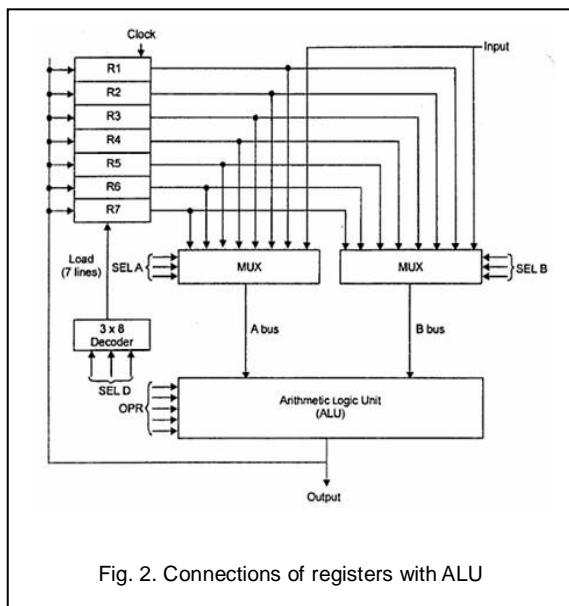 Clock
Input
R1
R2
R3
R4
R5
R6
R7
Load
(7 lines)
SEL A
MUX
MUX
SEL B
3 x 8
Decoder
A bus
B bus
SEL D
OPR
Arithmetic Logic Unit
(ALU)
Output
Fig. 2. Connections of registers with ALU